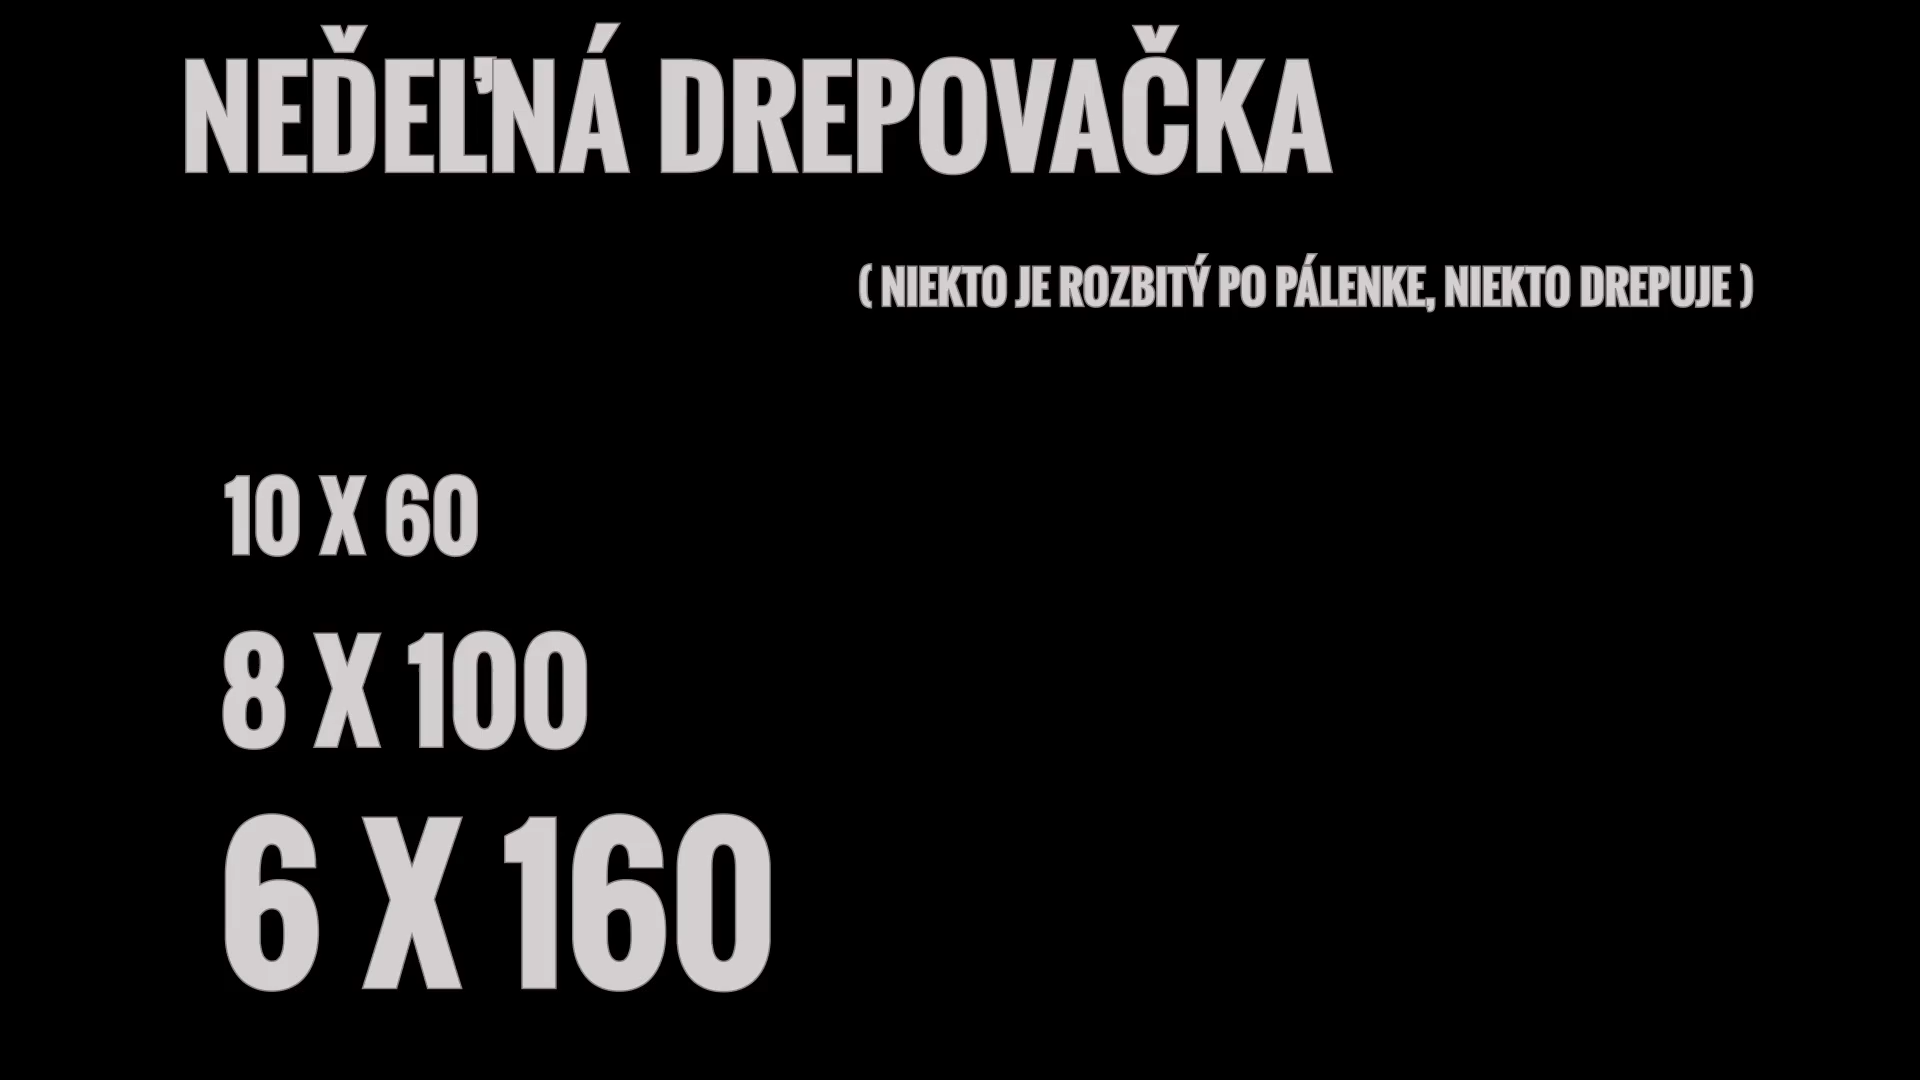 NEĎEĽNÁ DREPOVAČKA
( NIEKTO JE ROZBITÝ PO PÁLENKE, NIEKTO DREPUJE )
10 X 60
8 X 100
6 X 160